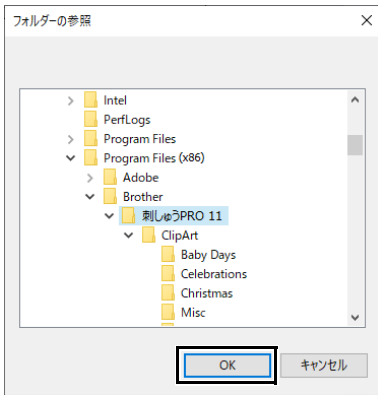 フォルダーの参照
Intel
PerfLogs
Program Files
Program Files (x86)
Adobe
Brother
刺しゅうPRO 11
ClipArt
Baby Days
Celebrations
Christmas
Misc
OK
キャンセル